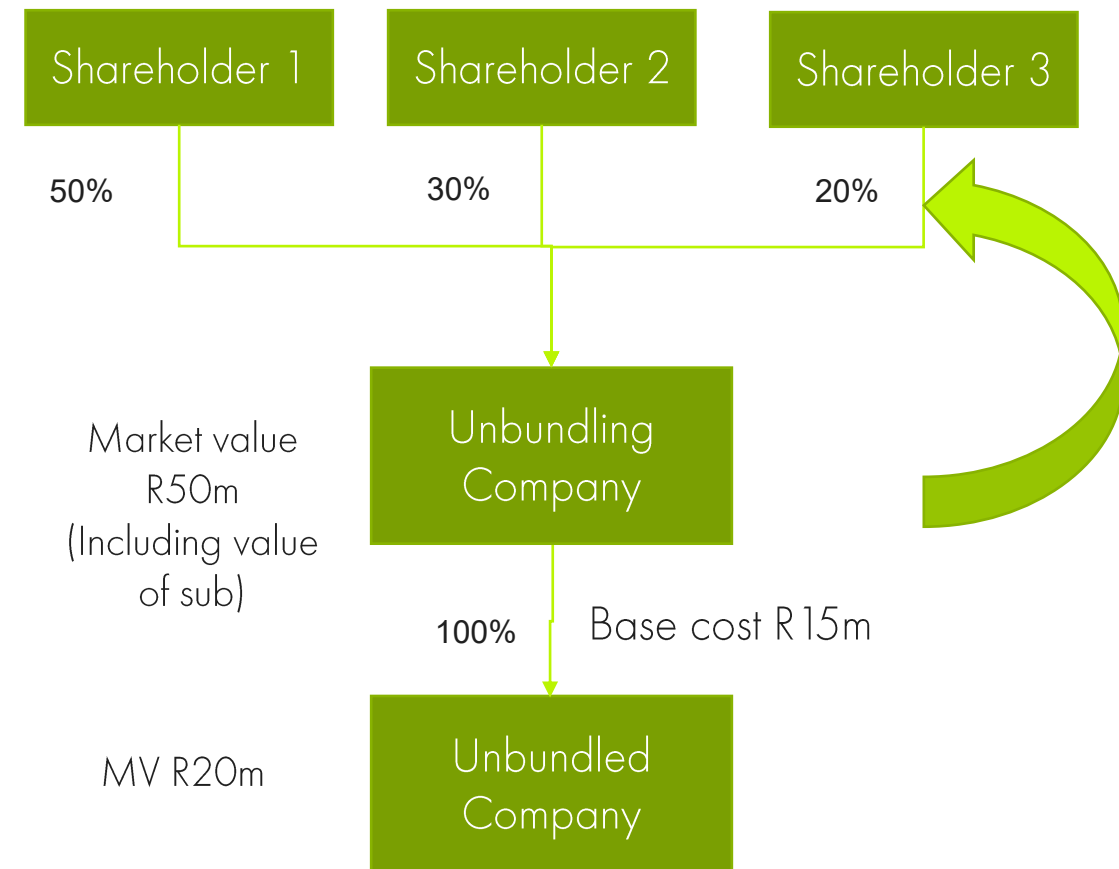 Shareholder 1
Shareholder 2
Shareholder 3
50%
30%
20%
Market value
R50m
(Including value
of sub)
Unbundling
Company
100%
Base cost R15m
MV R20m
Unbundled
Company